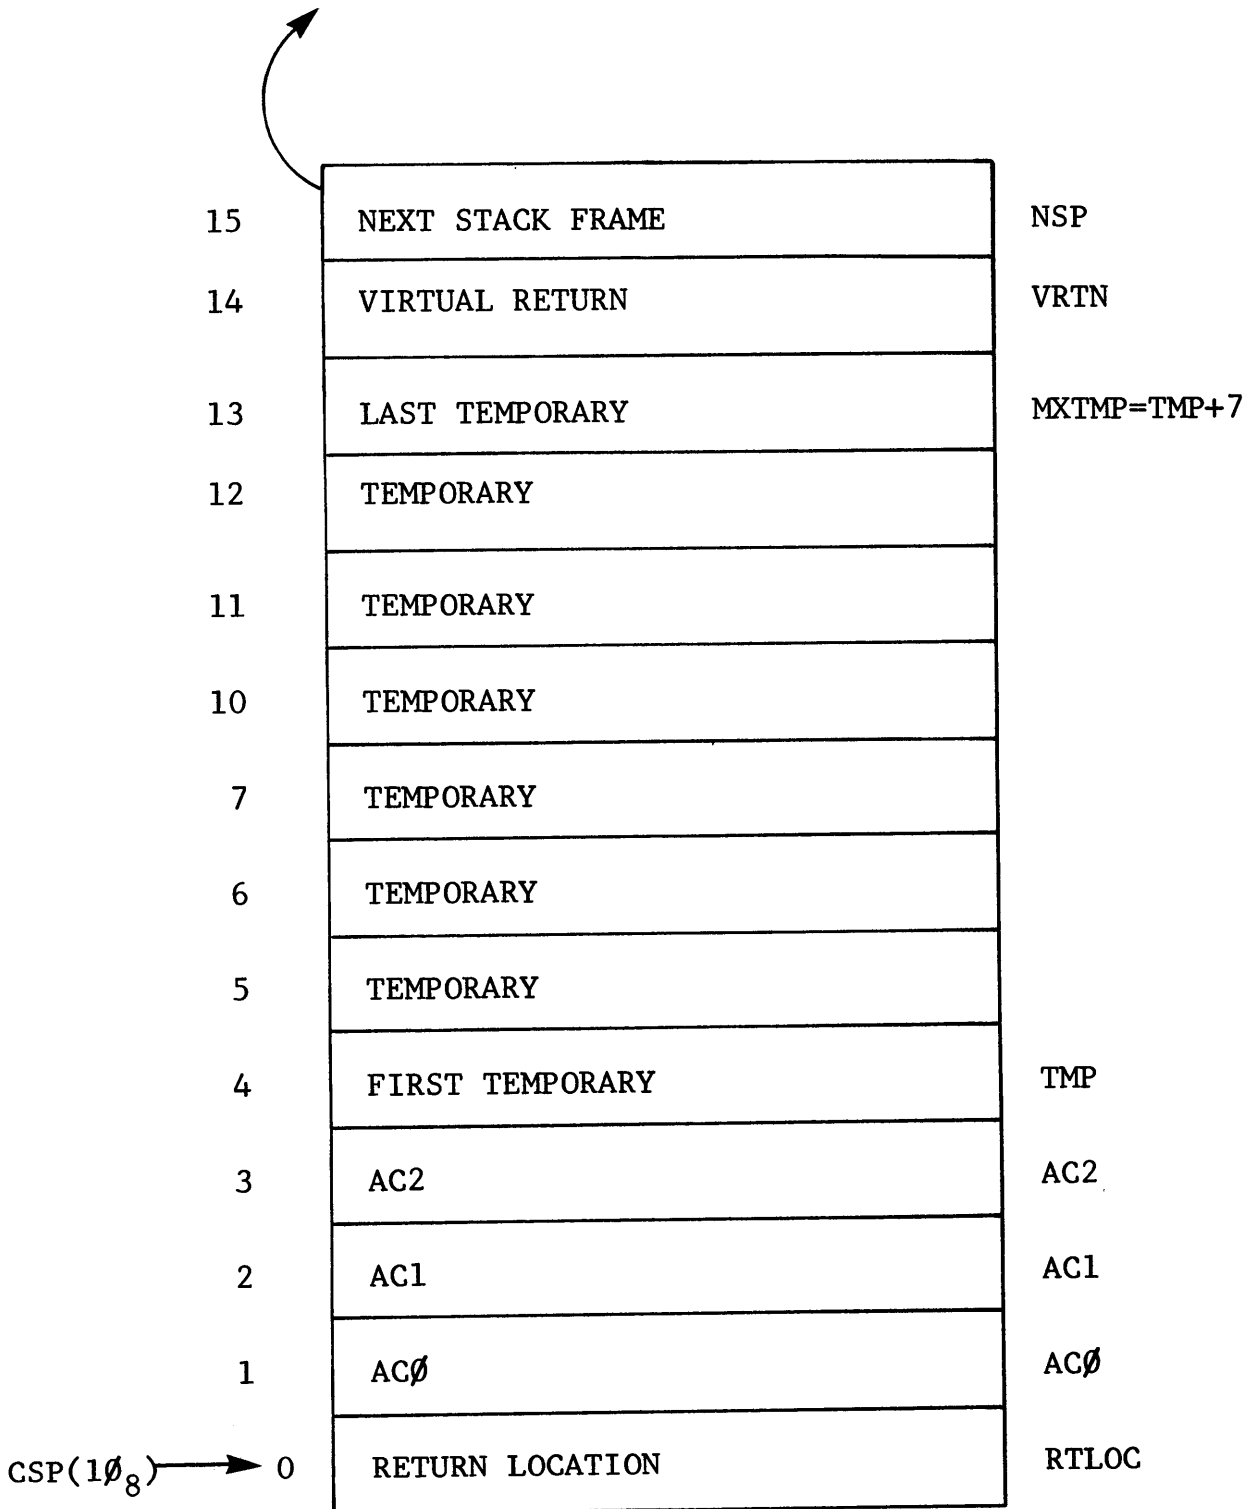 15 NEXT STACK FRAME NSP
14 VIRTUAL RETURN VRTN
13 LAST TEMPORARY MXTMP=TMP+7
12 TEMPORARY
11 TEMPORARY
10 TEMPORARY
7 TEMPORARY
6 TEMPORARY
5 TEMPORARY
4 FIRST TEMPORARY TMP
3 AC2 AC2
2 AC1 AC1
1 ACØ ACØ
CSP(1Ø₈) 0 RETURN LOCATION RTLOC